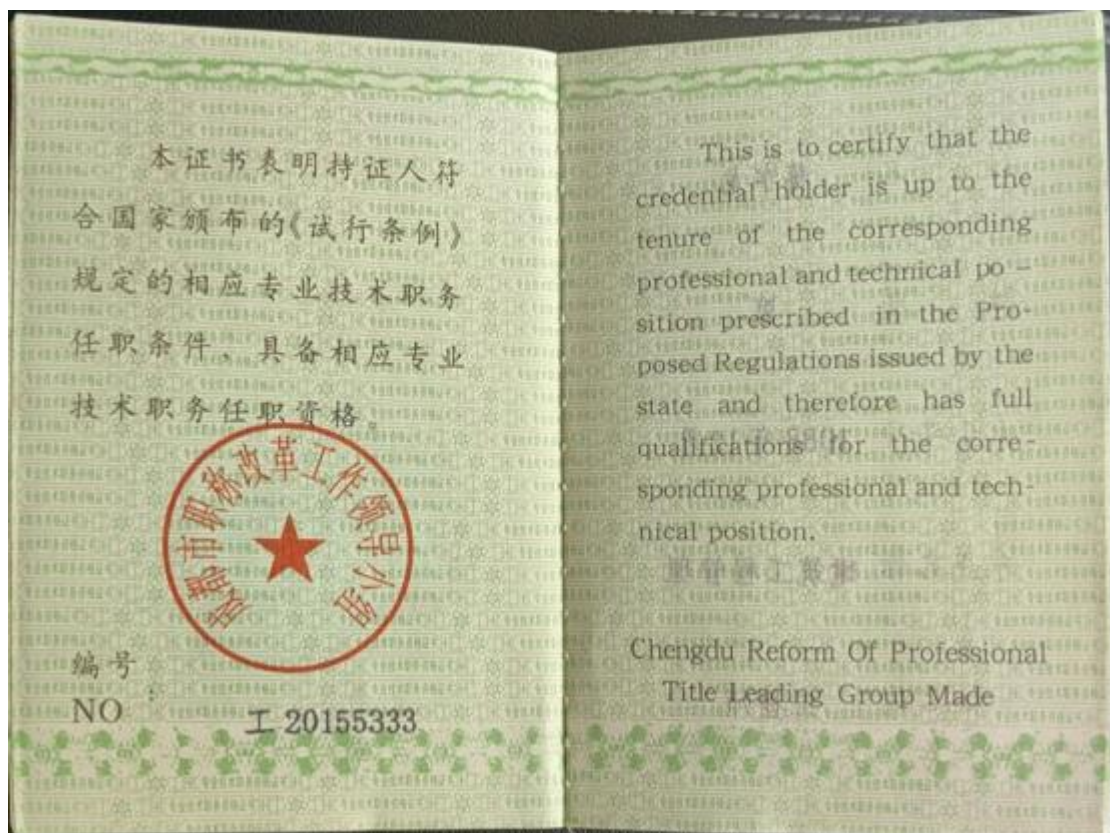 本证书表明持证人符
合国家颁布的《试行条例》
规定的相应专业技术职务
任职条件、具备相应专业
技术职务任职资格。
成都市职称改革工作领导小组
编号
NO
工 20155333
This is to certify that the
credential holder is up to the
tenure of the corresponding
professional and technical po-
sition prescribed in the Pro-
posed Regulations issued by the
state and therefore has full
qualifications for the corre-
sponding professional and tech-
nical position.
Chengdu Reform Of Professional
Title Leading Group Made